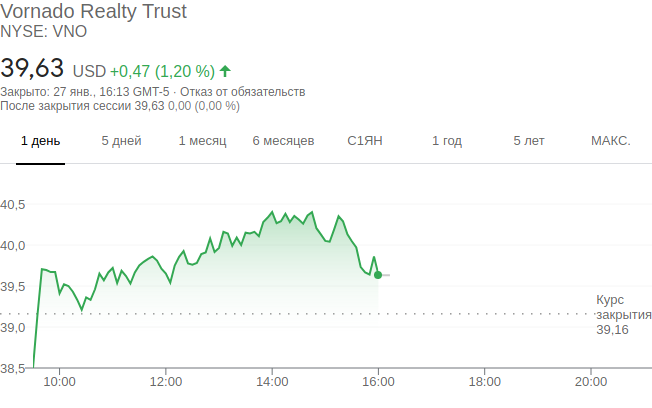 Vornado Realty Trust
NYSE: VNO
39,63 USD +0,47 (1,20 %)
Закрыто: 27 янв., 16:13 GMT-5 · Отказ от обязательств
После закрытия сессии 39,63 0,00 (0,00 %)
1 день 5 дней 1 месяц 6 месяцев С1ЯН 1 год 5 лет МАКС.
40,5
40,0
39,5
39,0
38,5
Курс
закрытия
39,16
10:00 12:00 14:00 16:00 18:00 20:00